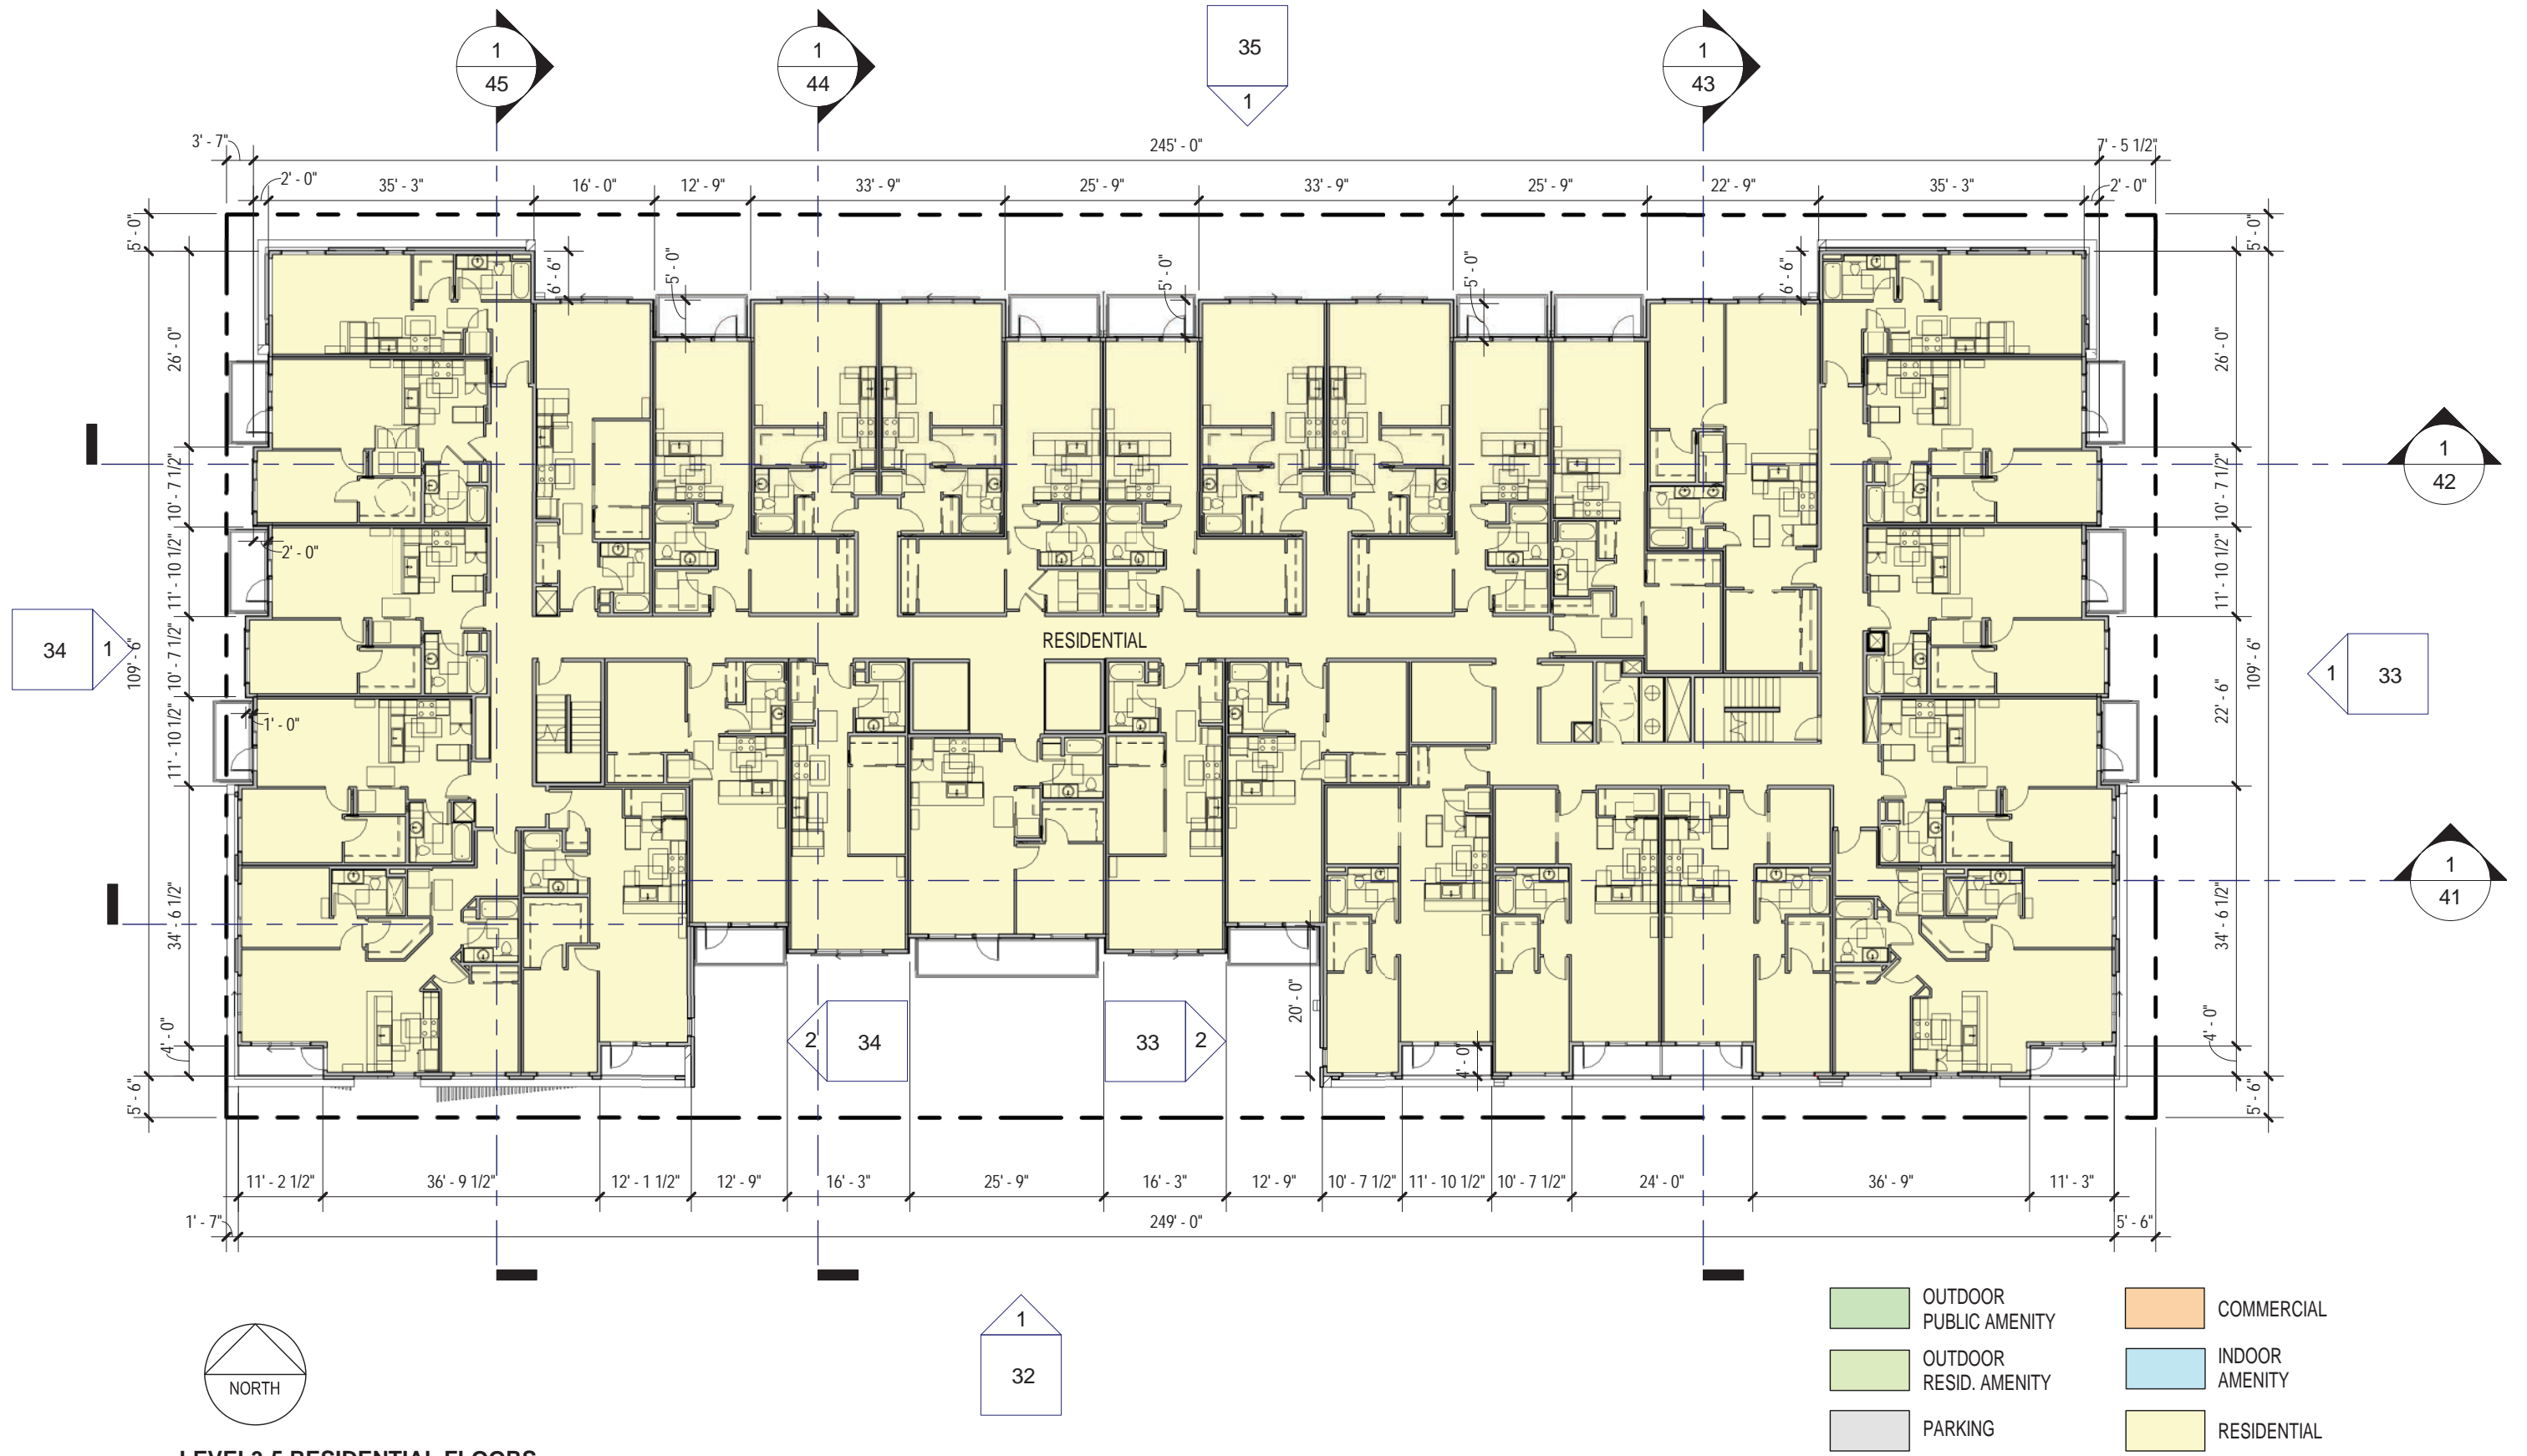 1
45
1
44
35
1
1
43
3' - 7"
245' - 0"
7' - 5 1/2"
2' - 0"
35' - 3"
16' - 0"
12' - 9"
33' - 9"
25' - 9"
33' - 9"
25' - 9"
22' - 9"
35' - 3"
2' - 0"
5' - 0"
5' - 0"
6' - 6"
5' - 0"
5' - 0"
5' - 0"
6' - 6"
26' - 0"
26' - 0"
10' - 7 1/2"
10' - 7 1/2"
1
42
2' - 0"
11' - 10 1/2"
11' - 10 1/2"
34
1
109' - 6"
10' - 7 1/2"
RESIDENTIAL
22' - 6"
109' - 6"
1
33
11' - 10 1/2"
1' - 0"
34' - 6 1/2"
34' - 6 1/2"
1
41
4' - 0"
20' - 0"
4' - 0"
4' - 0"
2
34
33
2
5' - 6"
5' - 6"
11' - 2 1/2"
36' - 9 1/2"
12' - 1 1/2"
12' - 9"
16' - 3"
25' - 9"
16' - 3"
12' - 9"
10' - 7 1/2"
11' - 10 1/2"
10' - 7 1/2"
24' - 0"
36' - 9"
11' - 3"
1' - 7"
249' - 0"
5' - 6"
1
32
NORTH
OUTDOOR
PUBLIC AMENITY
COMMERCIAL
OUTDOOR
RESID. AMENITY
INDOOR
AMENITY
PARKING
RESIDENTIAL
RESIDENTIAL FLOORS